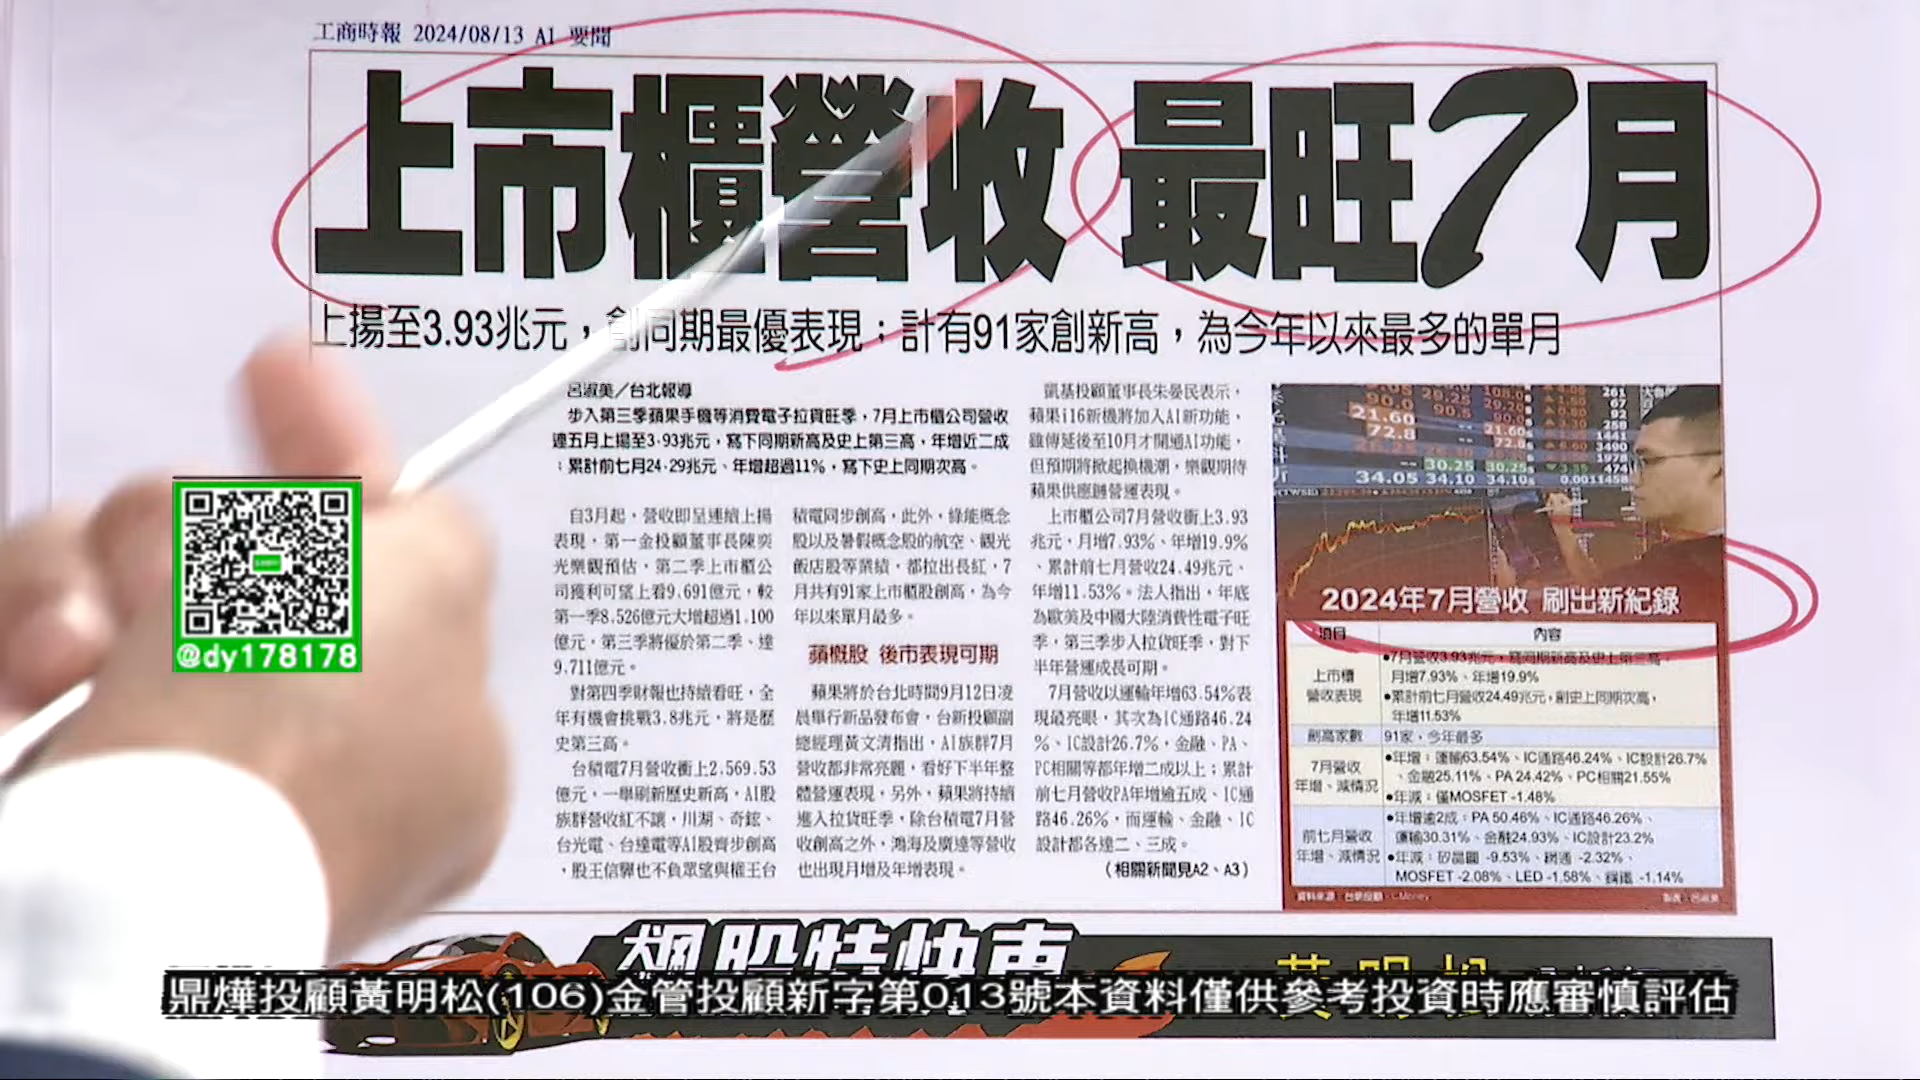 工商時報 2024/08/13 A1 要聞
上市櫃營收 最旺7月
上揚至3.93兆元，創同期最優表現；計有91家創新高，為今年以來最多的單月
呂淑美／台北報導
步入第三季蘋果手機等消費電子拉貨旺季，7月上市櫃公司營收
連五月上揚至3.93兆元，寫下同期新高及史上第三高，年增近二成
；累計前七月24.29兆元、年增超過11%，寫下史上同期次高。
自3月起，營收即呈連續上揚
表現，第一金投顧董事長陳奕
光樂觀預估，第二季上市櫃公
司獲利可望上看9,691億元，較
第一季8,526億元大增超過1,100
億元，第三季將優於第二季、達
9,711億元。
對第四季財報也持續看旺，全
年有機會挑戰3.8兆元，將是歷
史第三高。
台積電7月營收衝上2,569.53
億元，一舉刷新歷史新高，AI股
族群營收紅不讓，川湖、奇鋐、
台光電、台達電等AI股齊步創高
，股王信驊也不負眾望與權王台
積電同步創高，此外，綠能概念
股以及暑假概念股的航空、觀光
飯店股等業績，都拉出長紅，7
月共有91家上市櫃股創高，為今
年以來單月最多。
蘋概股 後市表現可期
蘋果將於台北時間9月12日凌
晨舉行新品發布會，台新投顧副
總經理黃文清指出，AI族群7月
營收都非常亮麗，看好下半年整
體營運表現，另外，蘋果將持續
進入拉貨旺季，除台積電7月營
收創高之外，鴻海及廣達等營收
也出現月增及年增表現。
凱基投顧董事長朱晏民表示，
蘋果i16新機將加入AI新功能，
雖傳延後至10月才開通AI功能，
但預期將掀起換機潮，樂觀期待
蘋果供應鏈營運表現。
上市櫃公司7月營收衝上3.93
兆元，月增7.93%、年增19.9%
、累計前七月營收24.49兆元、
年增11.53%。法人指出，年底
為歐美及中國大陸消費性電子旺
季，第三季步入拉貨旺季，對下
半年營運成長可期。
7月營收以運輸年增63.54%表
現最亮眼，其次為IC通路46.24
%、IC設計26.7%，金融、PA、
PC相關等都年增二成以上；累計
前七月營收PA年增逾五成、IC通
路46.26%，而運輸、金融、IC
設計都各達二、三成。
（相關新聞見A2、A3）
2024年7月營收 刷出新紀錄
項目 內容
上市櫃
營收表現
●7月營收3.93兆元，寫同期新高及史上第三高，
月增7.93%、年增19.9%
●累計前七月營收24.49兆元，創史上同期次高，
年增11.53%
創高家數 91家，今年最多
7月營收
年增、減情況
●年增：運輸63.54%、IC通路46.24%、IC設計26.7%
、金融25.11%、PA 24.42%、PC相關21.55%
●年減：僅MOSFET -1.48%
前七月營收
年增、減情況
●年增逾2成：PA 50.46%、IC通路46.26%、
運輸30.31%、金融24.93%、IC設計23.2%
●年減：矽晶圓 -9.53%、網通 -2.32%、
MOSFET -2.08%、LED -1.58%、鋼鐵 -1.14%
@dy178178
飆股特快車
黃明松
鼎燁投顧黃明松(106)金管投顧新字第013號本資料僅供參考投資時應審慎評估